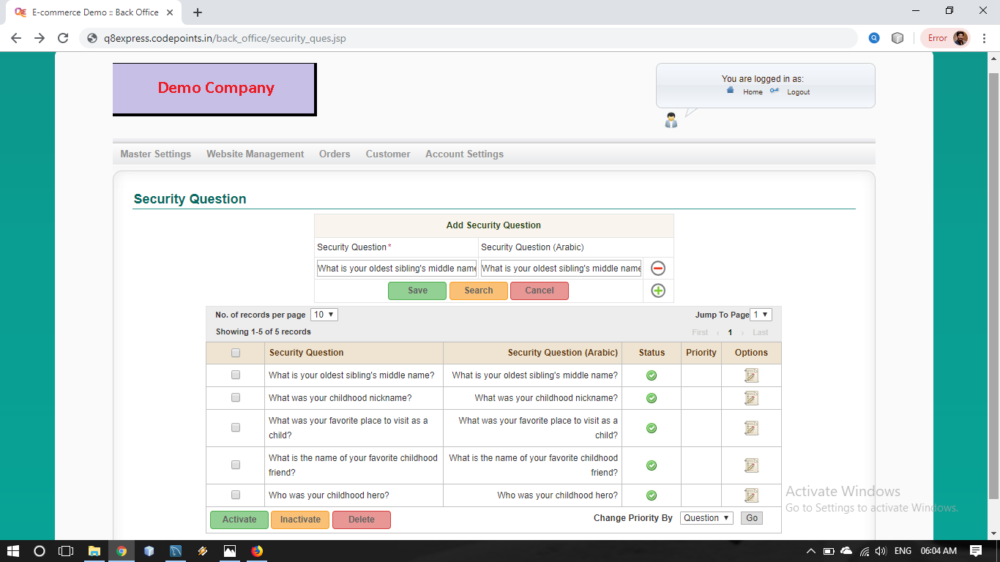 E-commerce Demo :: Back Office
q8express.codepoints.in/back_office/security_ques.jsp
Error
Demo Company
You are logged in as:
Home Logout
Master Settings Website Management Orders Customer Account Settings
Security Question
Add Security Question
Security Question* Security Question (Arabic)
What is your oldest sibling's middle name What is your oldest sibling's middle name
Save Search Cancel
No. of records per page 10 Jump To Page 1
Showing 1-5 of 5 records First ‹ 1 › Last
Security Question Security Question (Arabic) Status Priority Options
What is your oldest sibling's middle name? What is your oldest sibling's middle name?
What was your childhood nickname? What was your childhood nickname?
What was your favorite place to visit as a What was your favorite place to visit as a
child? child?
What is the name of your favorite childhood What is the name of your favorite childhood
friend? friend?
Who was your childhood hero? Who was your childhood hero?
Activate Inactivate Delete Change Priority By Question Go
Activate Windows
Go to Settings to activate Windows.
ENG 06:04 AM